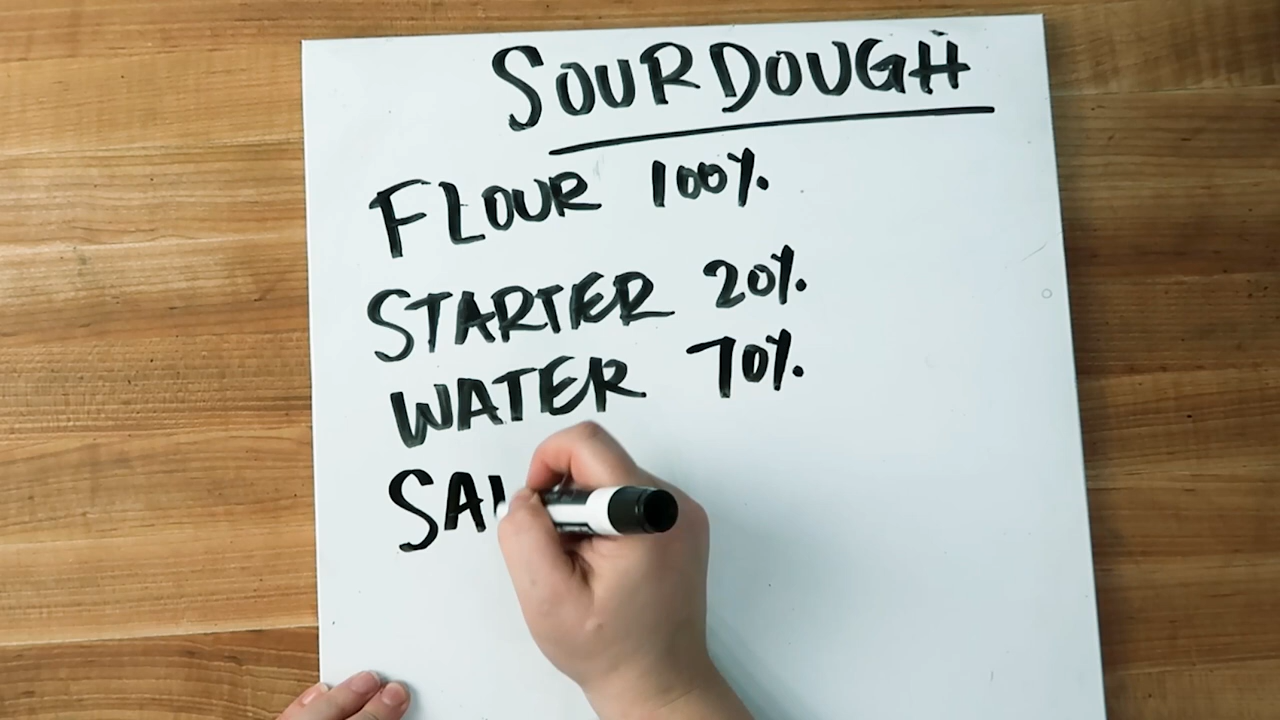 SOURDOUGH
FLOUR 100%
STARTER 20%
WATER 70%
SAL